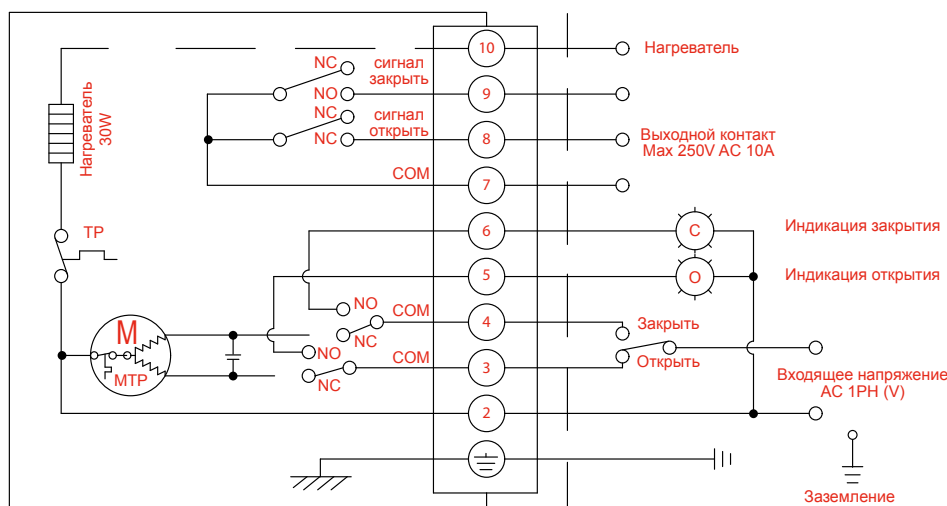 10
Нагреватель
NC
сигнал
закрыть
NO
9
NC
сигнал
открыть
NC
8
Выходной контакт
Max 250V AC 10A
Нагреватель
30W
COM
7
TP
6
C
Индикация закрытия
5
O
Индикация открытия
NO
COM
4
Закрыть
M
NC
NO
COM
3
Открыть
MTP
NC
Входящее напряжение
AC 1PH (V)
2
Заземление